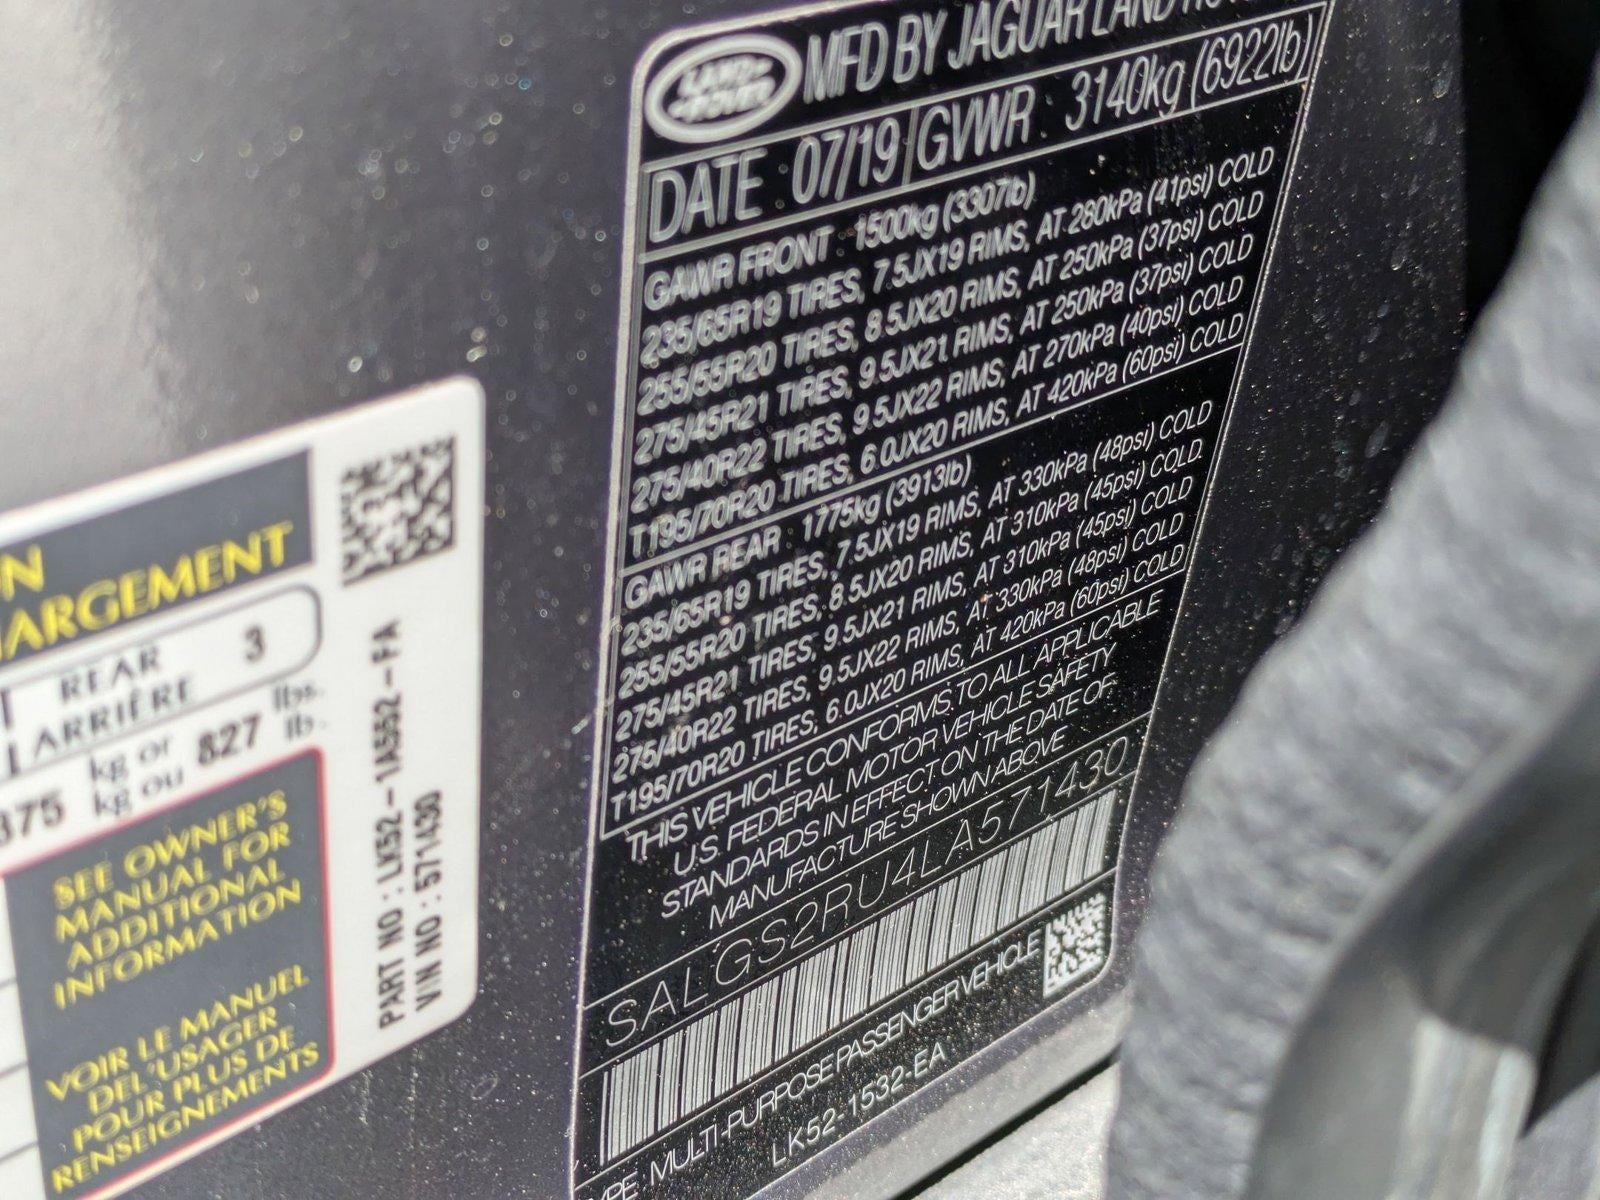 LAND-
-ROVER
MFD BY JAGUAR LAND
DATE : 07/19 GVWR : 3140kg (6922lb)
GAWR FRONT : 1500kg (3307lb)
235/65R19 TIRES, 7.5JX19 RIMS, AT 280kPa (41psi) COLD
255/55R20 TIRES, 8.5JX20 RIMS, AT 250kPa (37psi) COLD
275/45R21 TIRES, 9.5JX21 RIMS, AT 250kPa (37psi) COLD
275/40R22 TIRES, 9.5JX22 RIMS, AT 270kPa (40psi) COLD
T195/70R20 TIRES, 6.0JX20 RIMS, AT 420kPa (60psi) COLD
GAWR REAR : 1775kg (3913lb)
235/65R19 TIRES, 7.5JX19 RIMS, AT 330kPa (48psi) COLD
255/55R20 TIRES, 8.5JX20 RIMS, AT 310kPa (45psi) COLD
275/45R21 TIRES, 9.5JX21 RIMS, AT 310kPa (45psi) COLD
275/40R22 TIRES, 9.5JX22 RIMS, AT 330kPa (48psi) COLD
T195/70R20 TIRES, 6.0JX20 RIMS, AT 420kPa (60psi) COLD
THIS VEHICLE CONFORMS TO ALL APPLICABLE
U.S. FEDERAL MOTOR VEHICLE SAFETY
STANDARDS IN EFFECT ON THE DATE OF
MANUFACTURE SHOWN ABOVE
SALGS2RU4LA571430
YPE : MULTI-PURPOSE PASSENGER VEHICLE
LK52-1532-EA
ON
HARGEMENT
REAR 3
ARRIÈRE
375 kg or 827 lbs.
kg ou lb.
SEE OWNER'S
MANUAL FOR
ADDITIONAL
INFORMATION
VOIR LE MANUEL
DEL'USAGER
POUR PLUS DE
RENSEIGNEMENTS
PART NO : LK52-1A552-FA
VIN NO : 571430